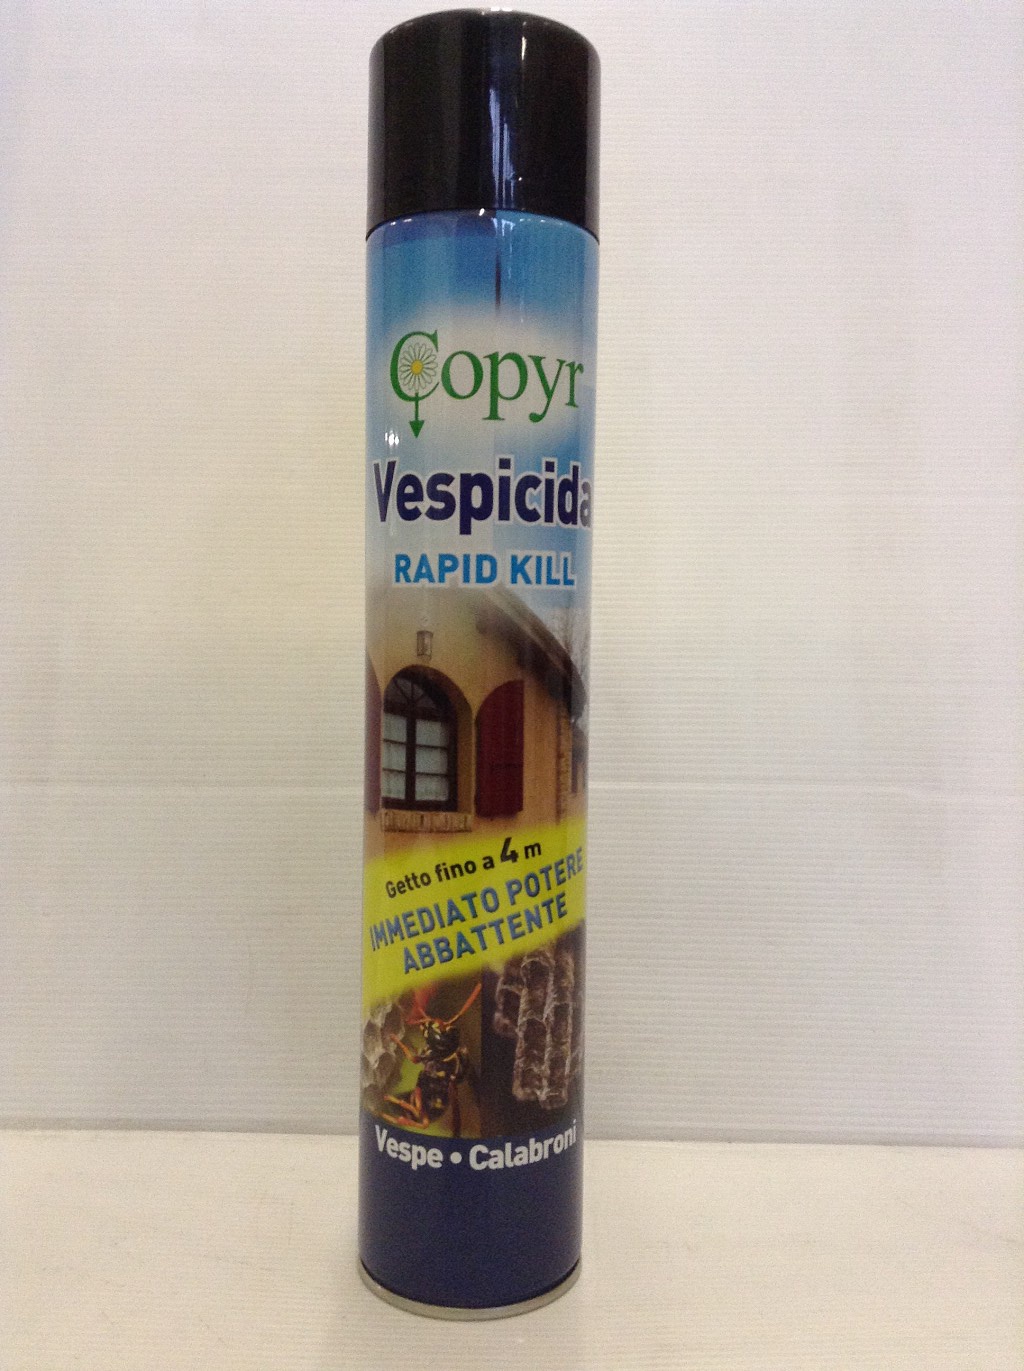 Copyr
Vespicida
RAPID KILL
Getto fino a 4 m
IMMEDIATO POTERE
ABBATTENTE
Vespe • Calabroni